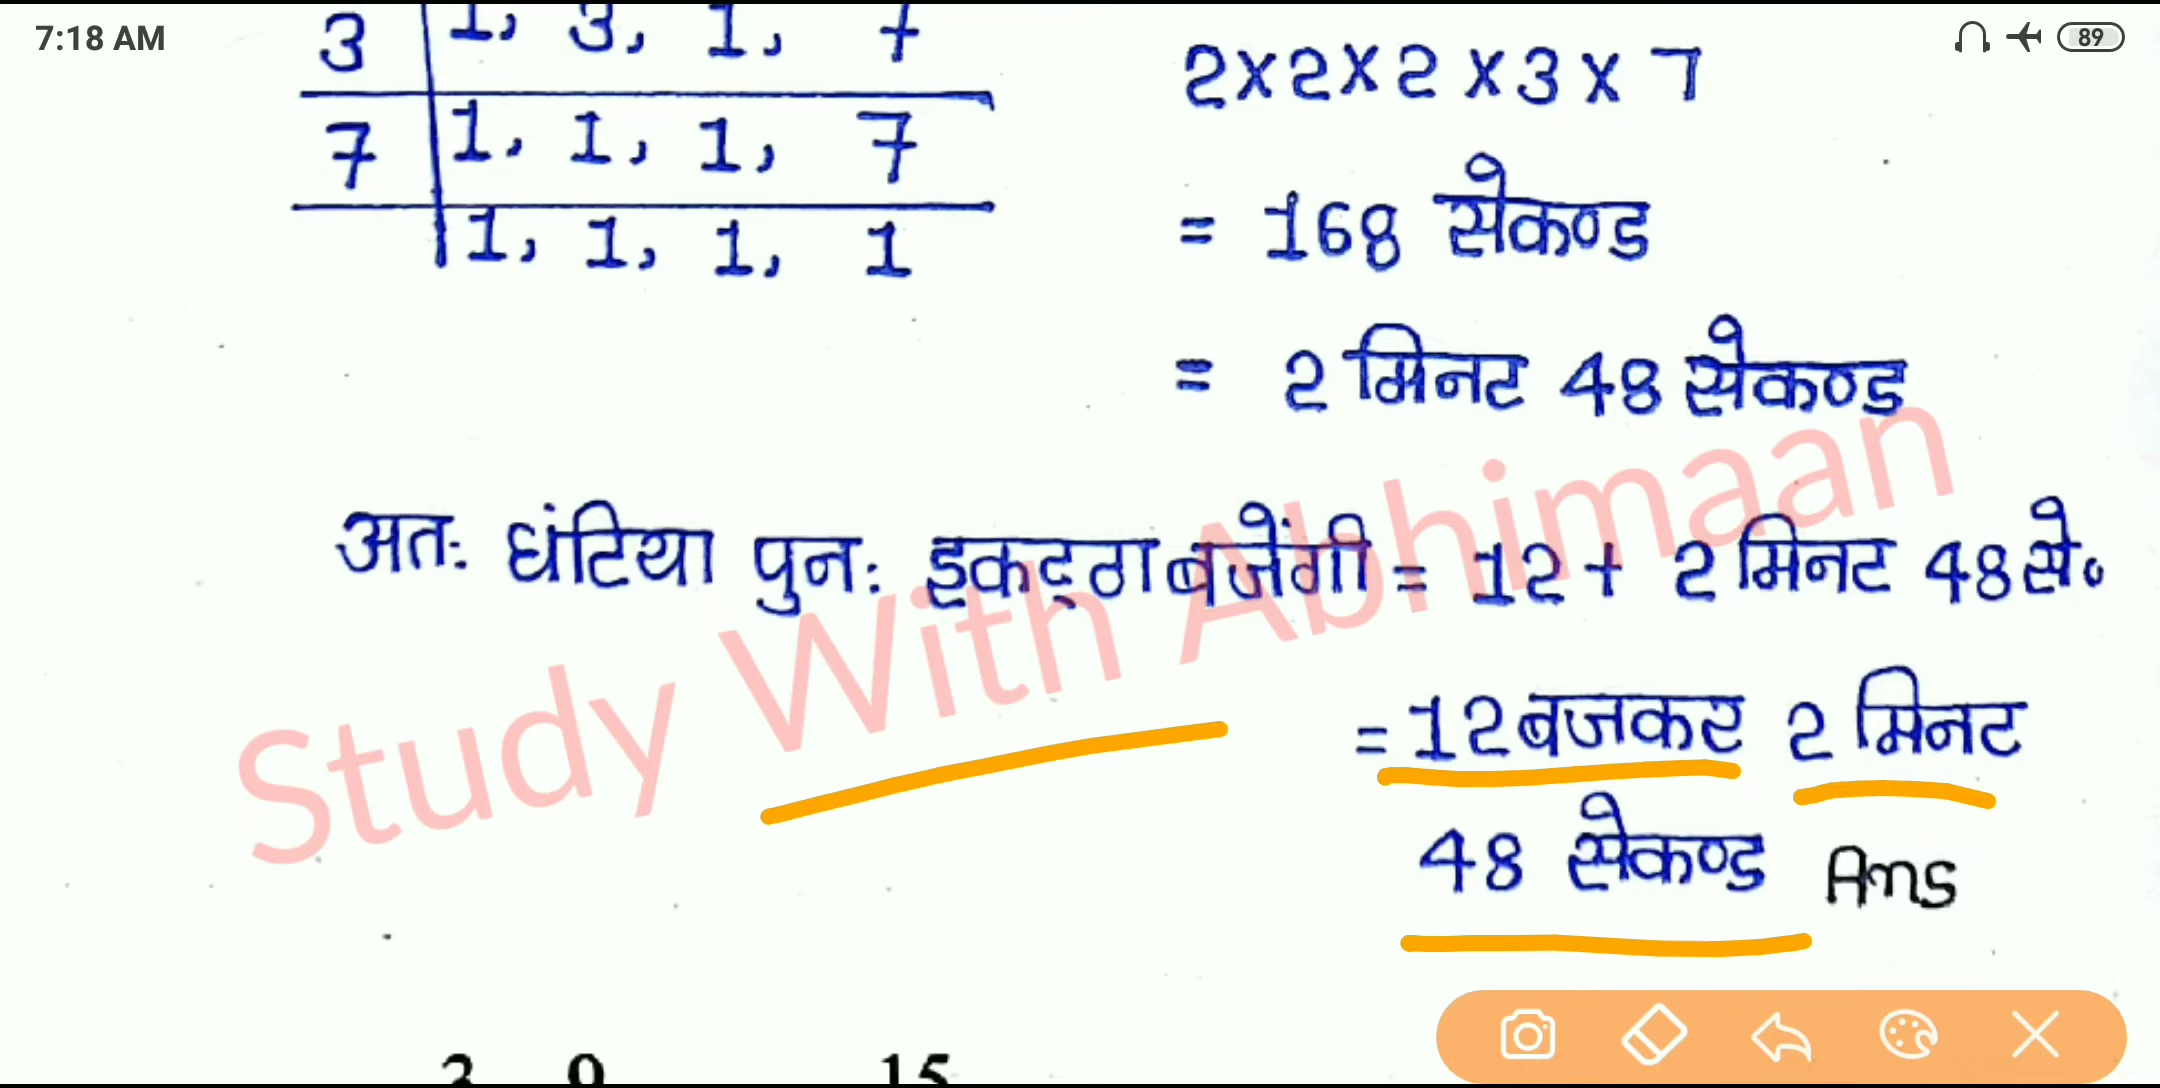 7:18 AM
89
3 1, 3, 1, 7
2×2×2×3×7
7 1, 1, 1, 7
1, 1, 1, 1
= 168 सेकण्ड
= 2 मिनट 48 सेकण्ड
अतः घंटिया पुनः इकट्ठा बजेंगी = 12 + 2 मिनट 48 से०
Study With Abhimaan
= 12 बजकर 2 मिनट
48 सेकण्ड Ans
15